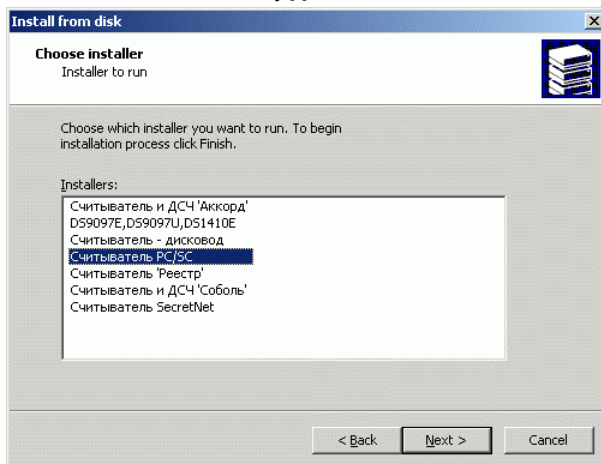 Install from disk
Choose installer
Installer to run
Choose which installer you want to run. To begin
installation process click Finish.
Installers:
Считыватель и ДСЧ 'Аккорд'
DS9097E,DS9097U,DS1410E
Считыватель - дисковод
Считыватель PC/SC
Считыватель 'Реестр'
Считыватель и ДСЧ 'Соболь'
Считыватель SecretNet
< Back
Next >
Cancel